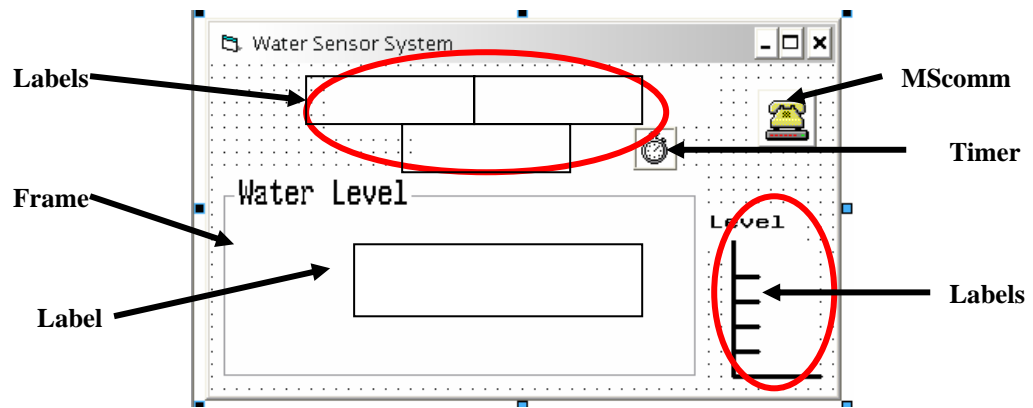 Water Sensor System
Labels
MScomm
Timer
Frame
Water Level
Level
Label
Labels